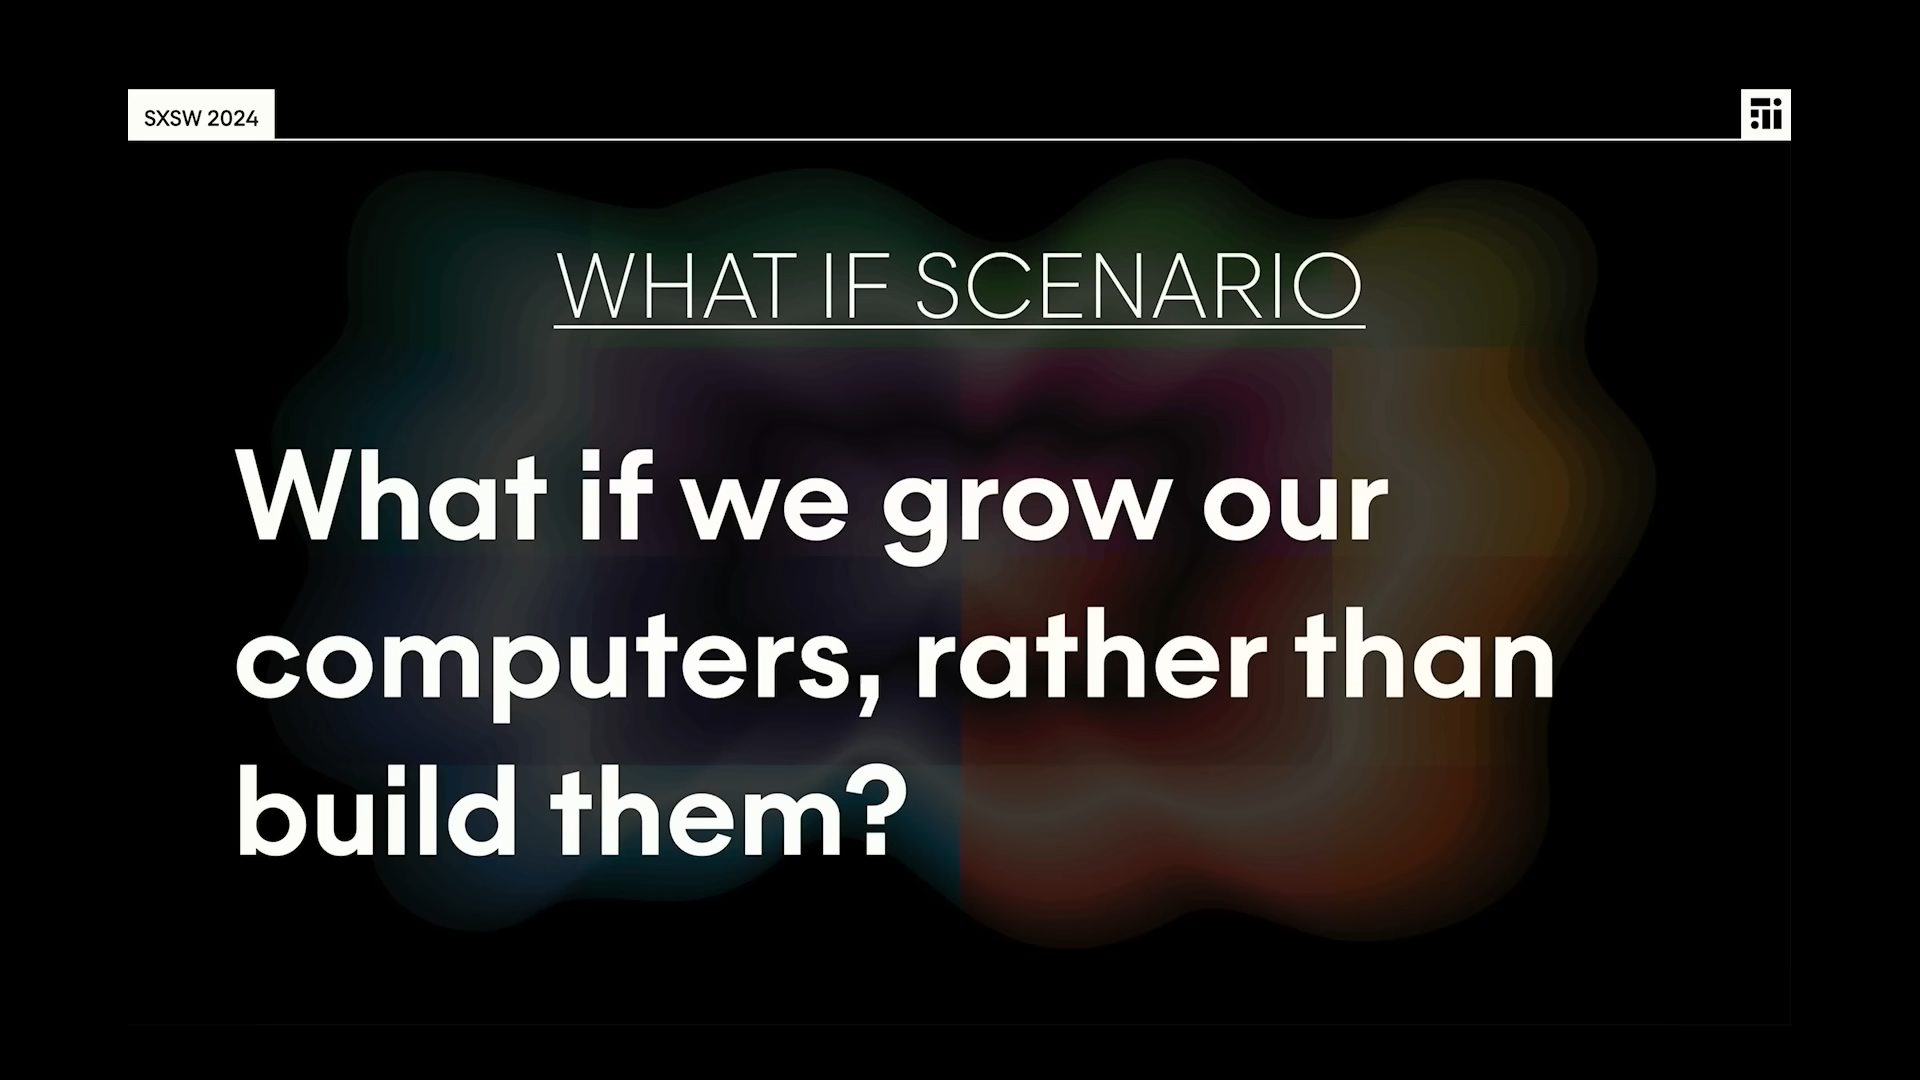 SXSW 2024
WHAT IF SCENARIO
What if we grow our
computers, rather than
build them?